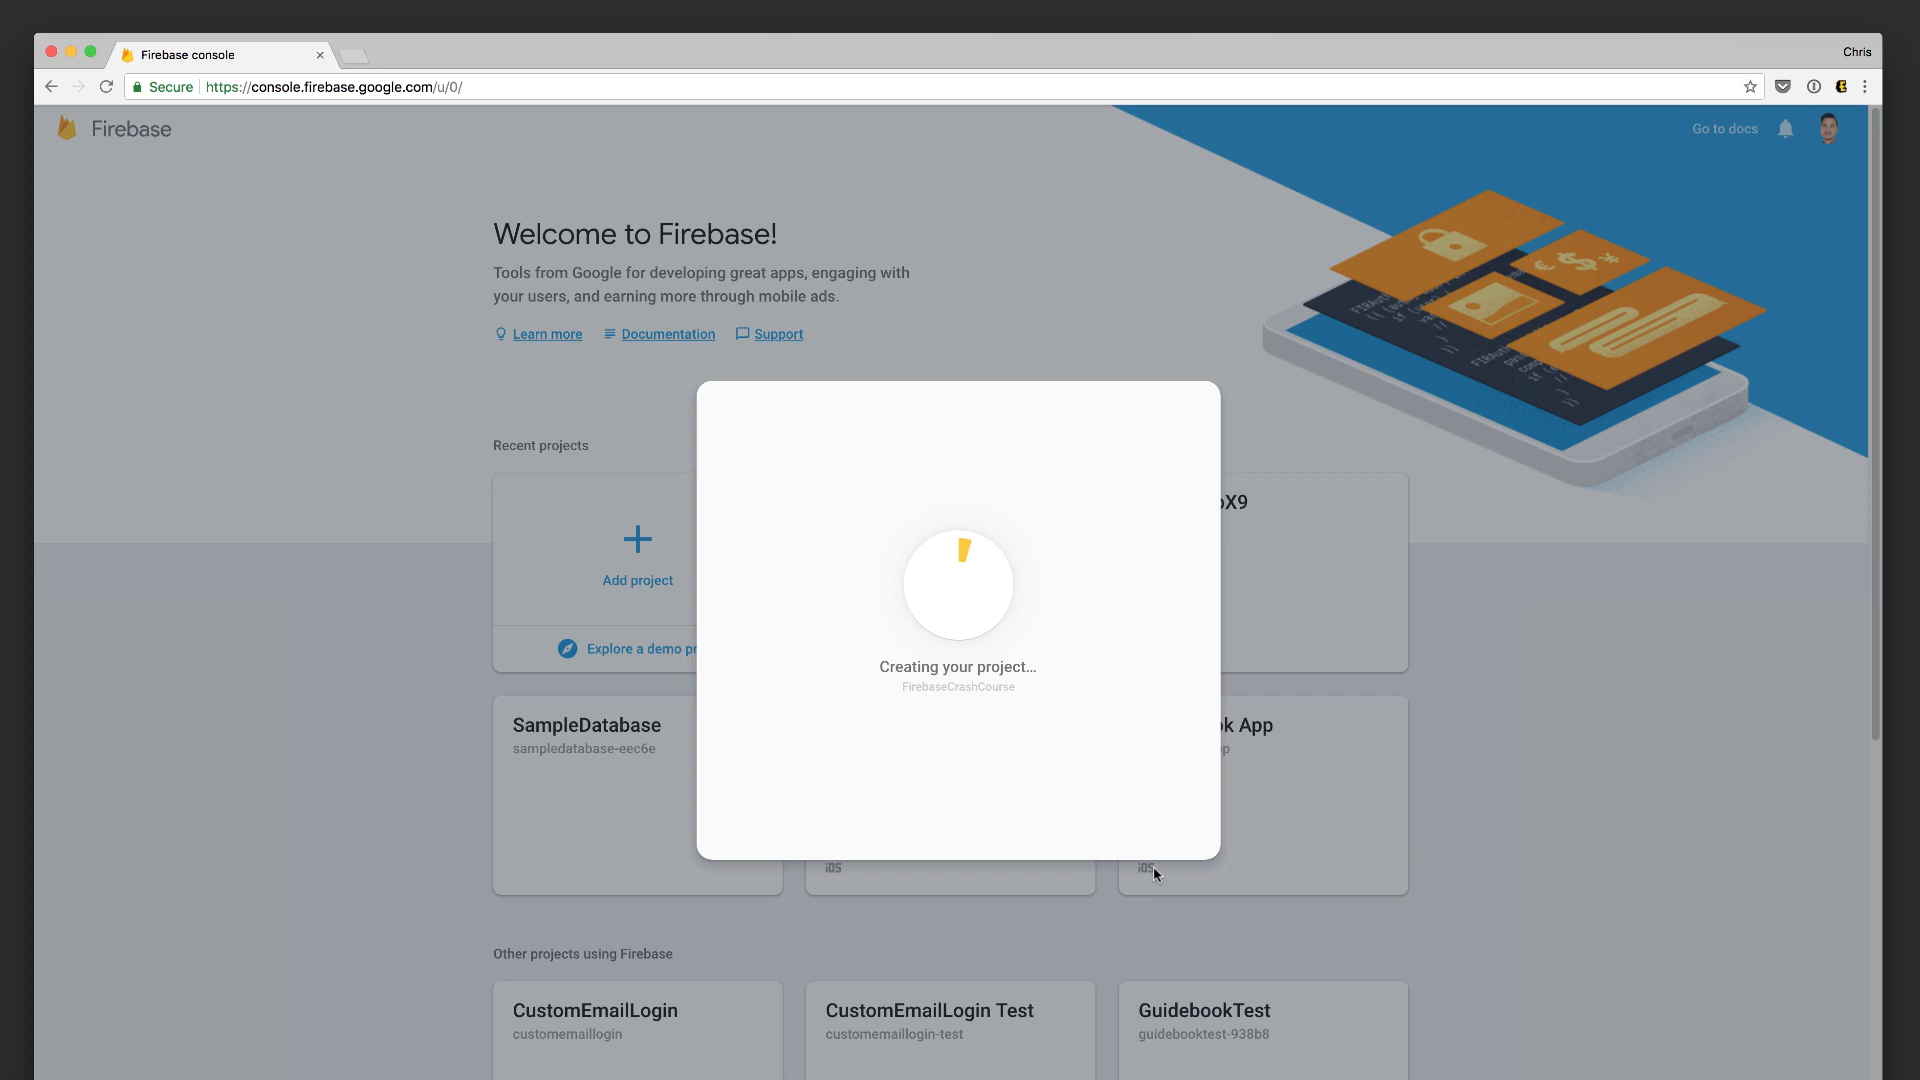 Firebase console
Chris
Secure
https://console.firebase.google.com/u/0/
Firebase
Go to docs
Welcome to Firebase!
Tools from Google for developing great apps, engaging with
your users, and earning more through mobile ads.
Learn more
Documentation
Support
Recent projects
X9
Add project
Explore a demo pr
Creating your project...
FirebaseCrashCourse
SampleDatabase
sampledatabase-eec6e
k App
p
iOS
iOS
Other projects using Firebase
CustomEmailLogin
customemaillogin
CustomEmailLogin Test
customemaillogin-test
GuidebookTest
guidebooktest-938b8